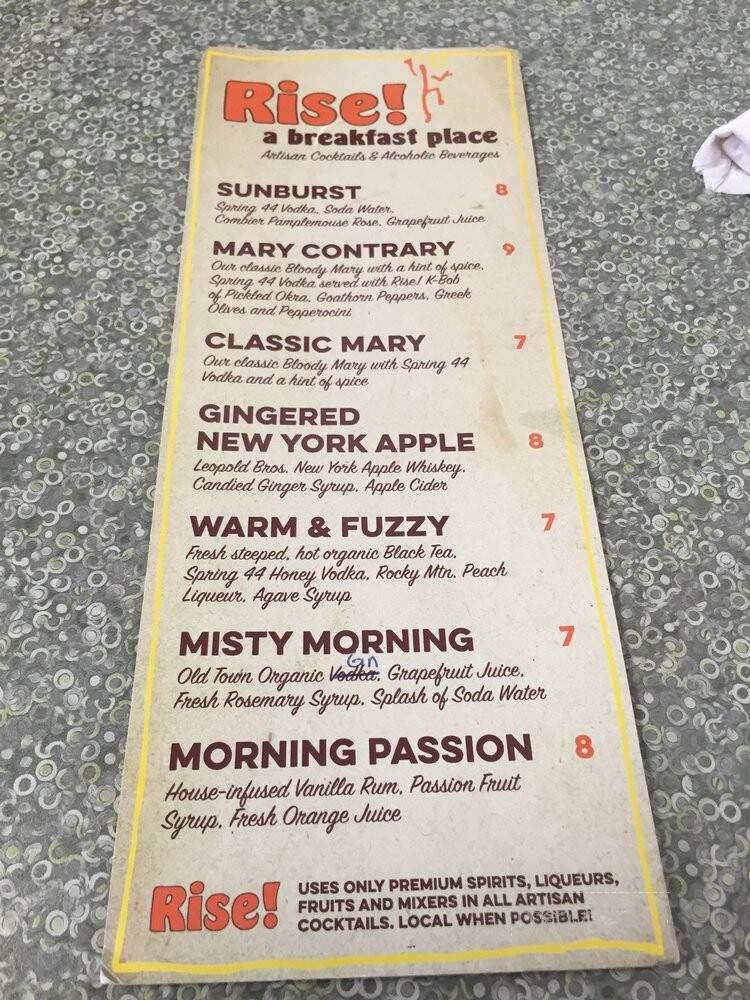 Rise!
a breakfast place
Artisan Cocktails & Alcoholic Beverages
SUNBURST 8
Spring 44 Vodka, Soda Water,
Combier Pamplemouse Rose, Grapefruit Juice
MARY CONTRARY 9
Our classic Bloody Mary with a hint of spice.
Spring 44 Vodka served with Rise! K-Bob
of Pickled Okra, Goathorn Peppers, Greek
Olives and Pepperocini
CLASSIC MARY 7
Our classic Bloody Mary with Spring 44
Vodka and a hint of spice
GINGERED
NEW YORK APPLE 8
Leopold Bros. New York Apple Whiskey,
Candied Ginger Syrup, Apple Cider
WARM & FUZZY 7
Fresh steeped, hot organic Black Tea,
Spring 44 Honey Vodka, Rocky Mtn. Peach
Liqueur, Agave Syrup
MISTY MORNING 7
Gin
Old Town Organic Vodka, Grapefruit Juice,
Fresh Rosemary Syrup, Splash of Soda Water
MORNING PASSION 8
House-infused Vanilla Rum, Passion Fruit
Syrup, Fresh Orange Juice
Rise! USES ONLY PREMIUM SPIRITS, LIQUEURS,
FRUITS AND MIXERS IN ALL ARTISAN
COCKTAILS. LOCAL WHEN POSSIBLE!